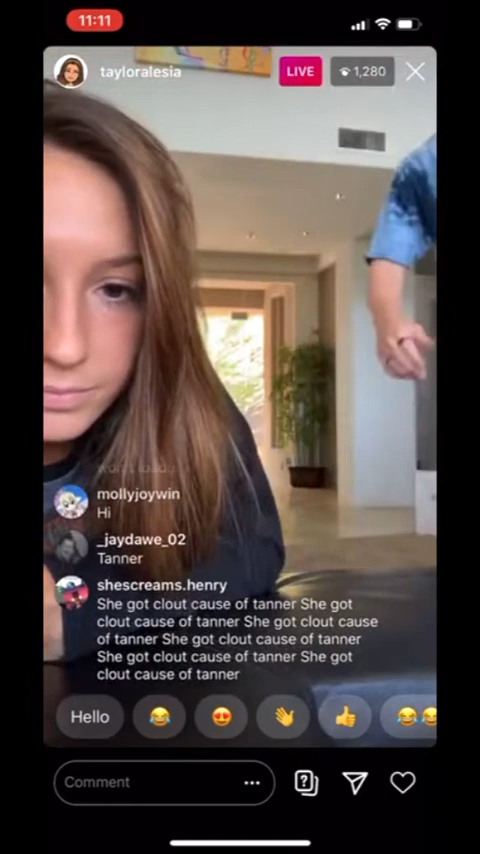 11:11
tayloralesia
LIVE
1,280
mollyjoywin
Hi
_jaydawe_02
Tanner
shescreams.henry
She got clout cause of tanner She got
clout cause of tanner She got clout cause
of tanner She got clout cause of tanner
She got clout cause of tanner She got
clout cause of tanner
Hello
Comment